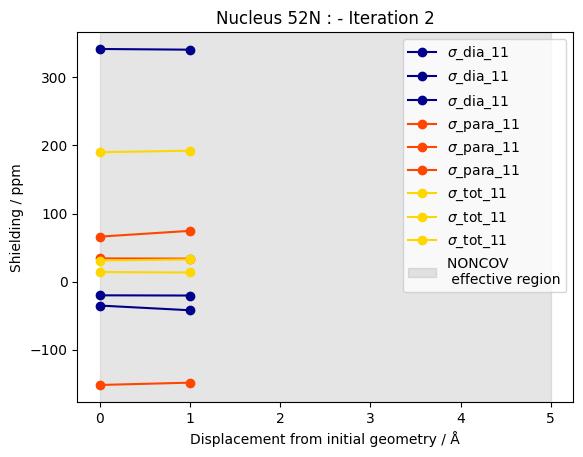 Nucleus 52N : - Iteration 2
Shielding / ppm
300
200
100
0
−100
σ_dia_11
σ_dia_11
σ_dia_11
σ_para_11
σ_para_11
σ_para_11
σ_tot_11
σ_tot_11
σ_tot_11
NONCOV
effective region
0 1 2 3 4 5
Displacement from initial geometry / Å